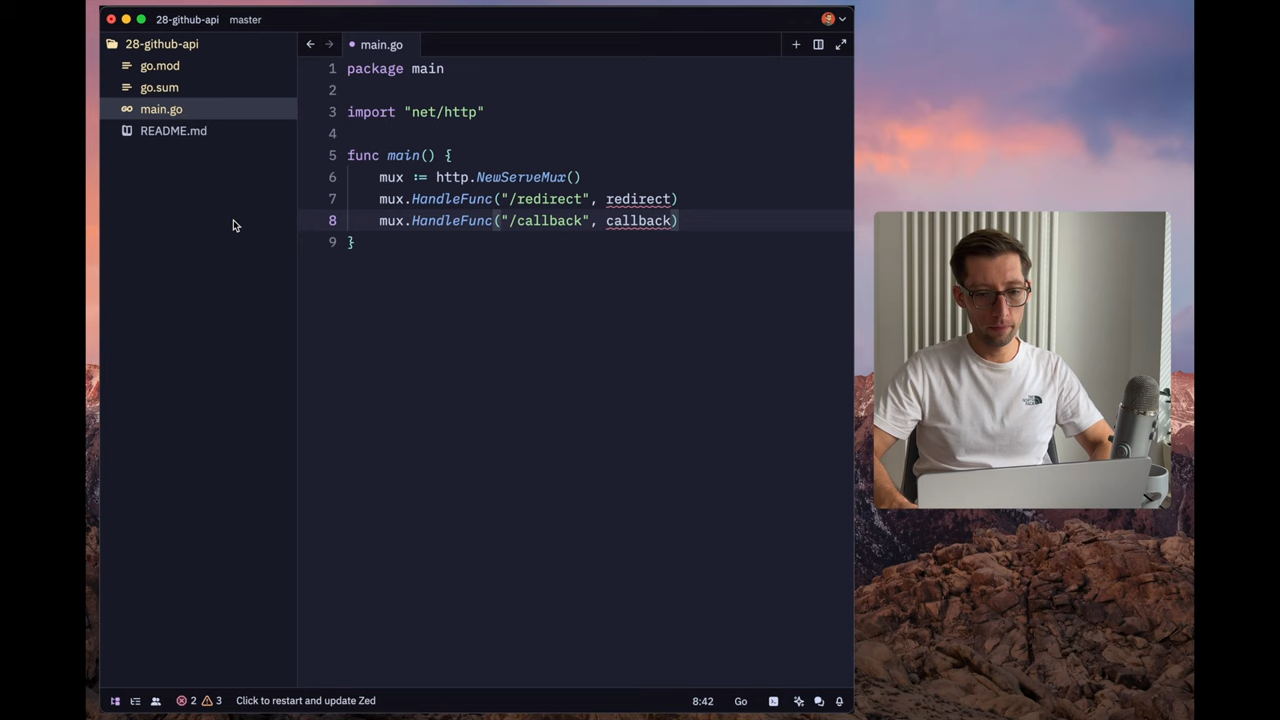 28-github-api master
28-github-api
go.mod
go.sum
main.go
README.md
main.go
1 package main
2
3 import "net/http"
4
5 func main() {
6 mux := http.NewServeMux()
7 mux.HandleFunc("/redirect", redirect)
8 mux.HandleFunc("/callback", callback)
9 }
2 3 Click to restart and update Zed 8:42 Go